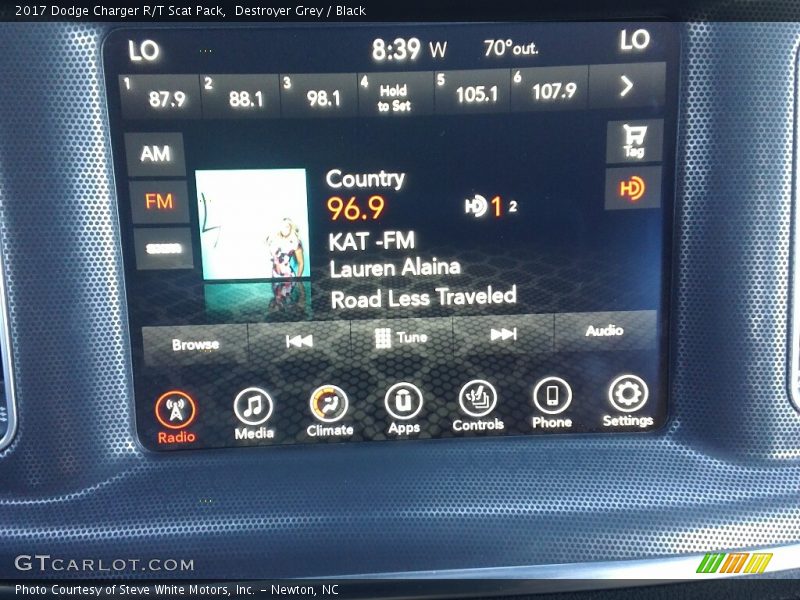 2017 Dodge Charger R/T Scat Pack, Destroyer Grey / Black
LO 8:39 W 70° out. LO
1 87.9 2 88.1 3 98.1 4 Hold to Set 5 105.1 6 107.9 >
AM
Tag
FM
HD
Country
96.9 HD 1 2
KAT -FM
Lauren Alaina
Road Less Traveled
Browse Tune Audio
Radio Media Climate Apps Controls Phone Settings
GTCARLOT.COM
Photo Courtesy of Steve White Motors, Inc. – Newton, NC